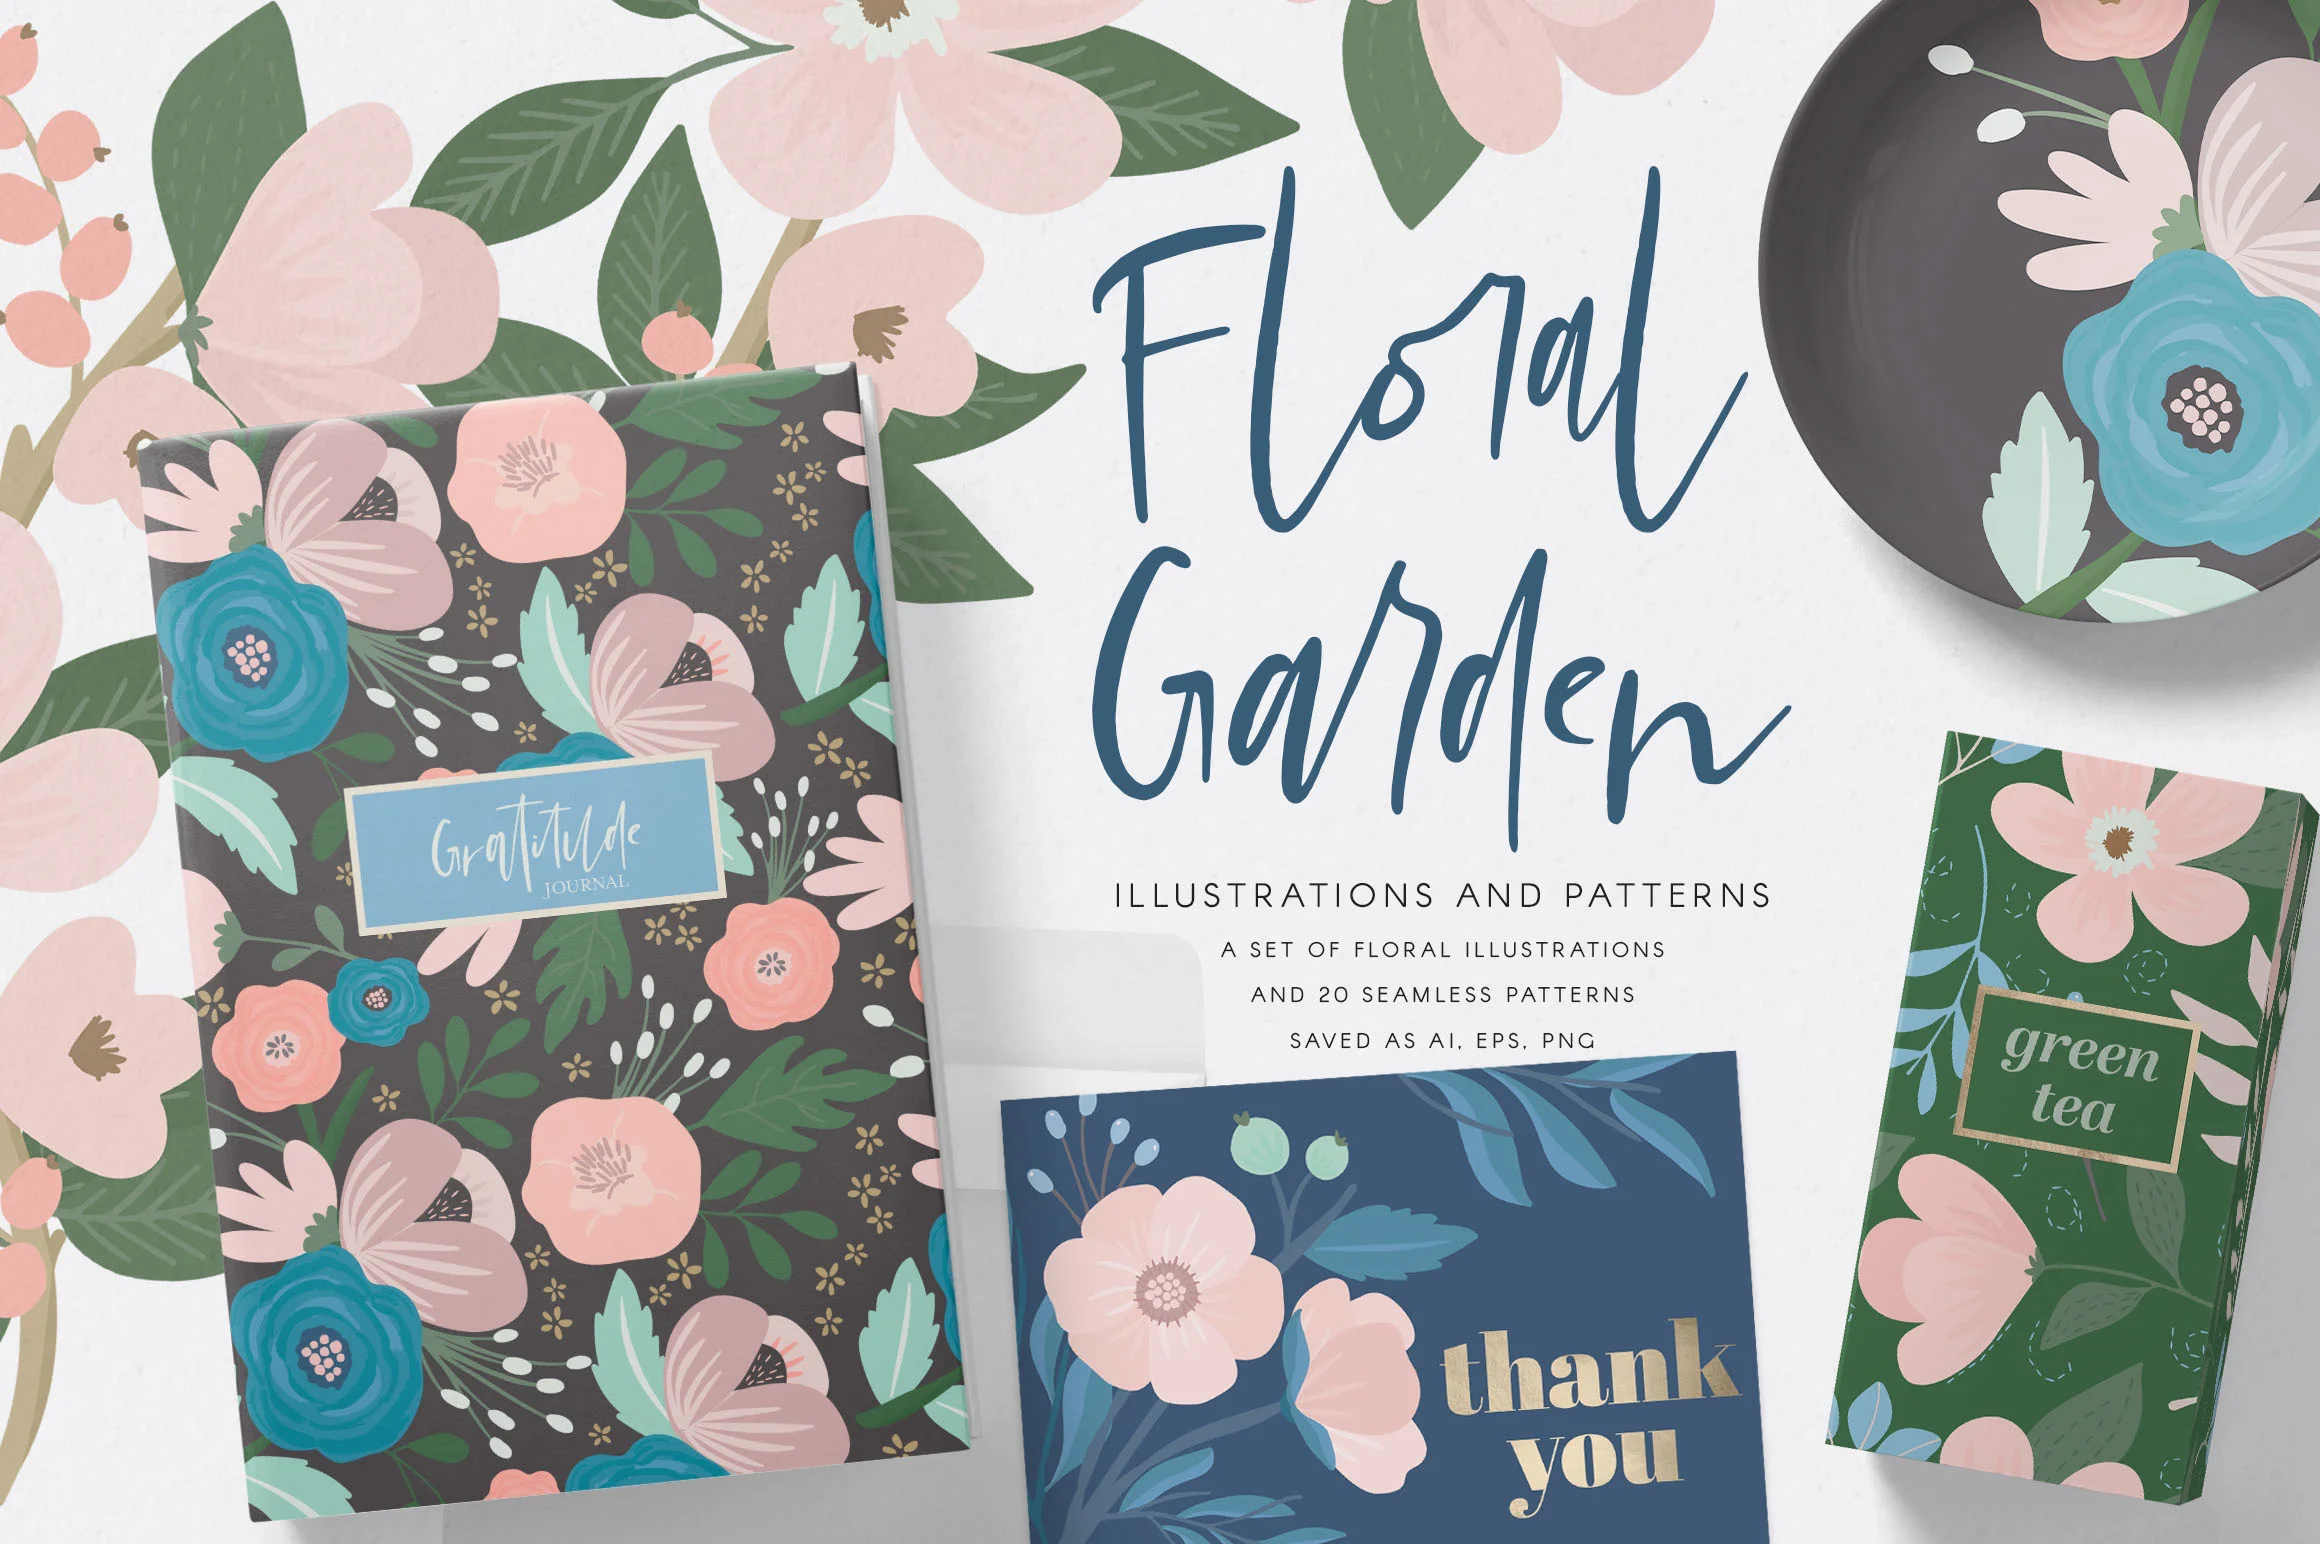 Floral
Garden
ILLUSTRATIONS AND PATTERNS
A SET OF FLORAL ILLUSTRATIONS
AND 20 SEAMLESS PATTERNS
SAVED AS AI, EPS, PNG
Gratitude
JOURNAL
green
tea
thank
you